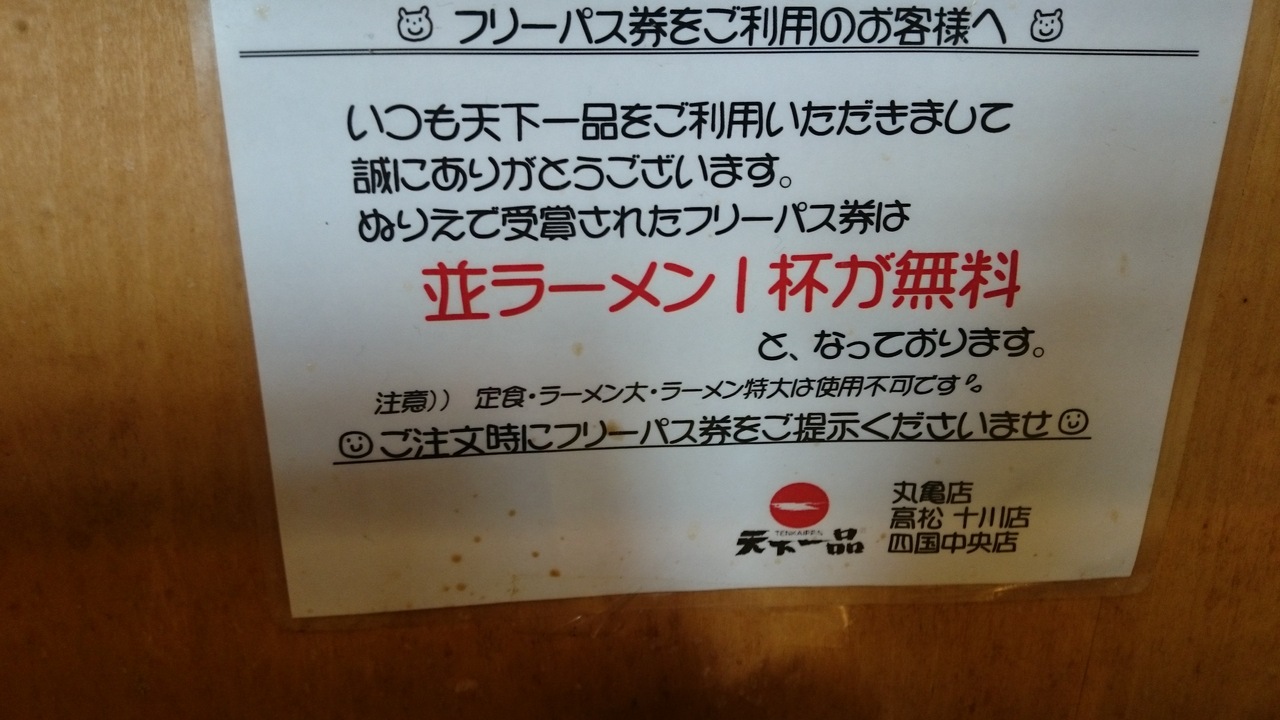 フリーパス券をご利用のお客様へ
いつも天下一品をご利用いただきまして
誠にありがとうございます。
ぬりえで受賞されたフリーパス券は
並ラーメン1杯が無料
と、なっております。
注意)) 定食・ラーメン大・ラーメン特大は使用不可です。
ご注文時にフリーパス券をご提示くださいませ
TENKAIPPIN
天下一品
丸亀店
高松 十川店
四国中央店